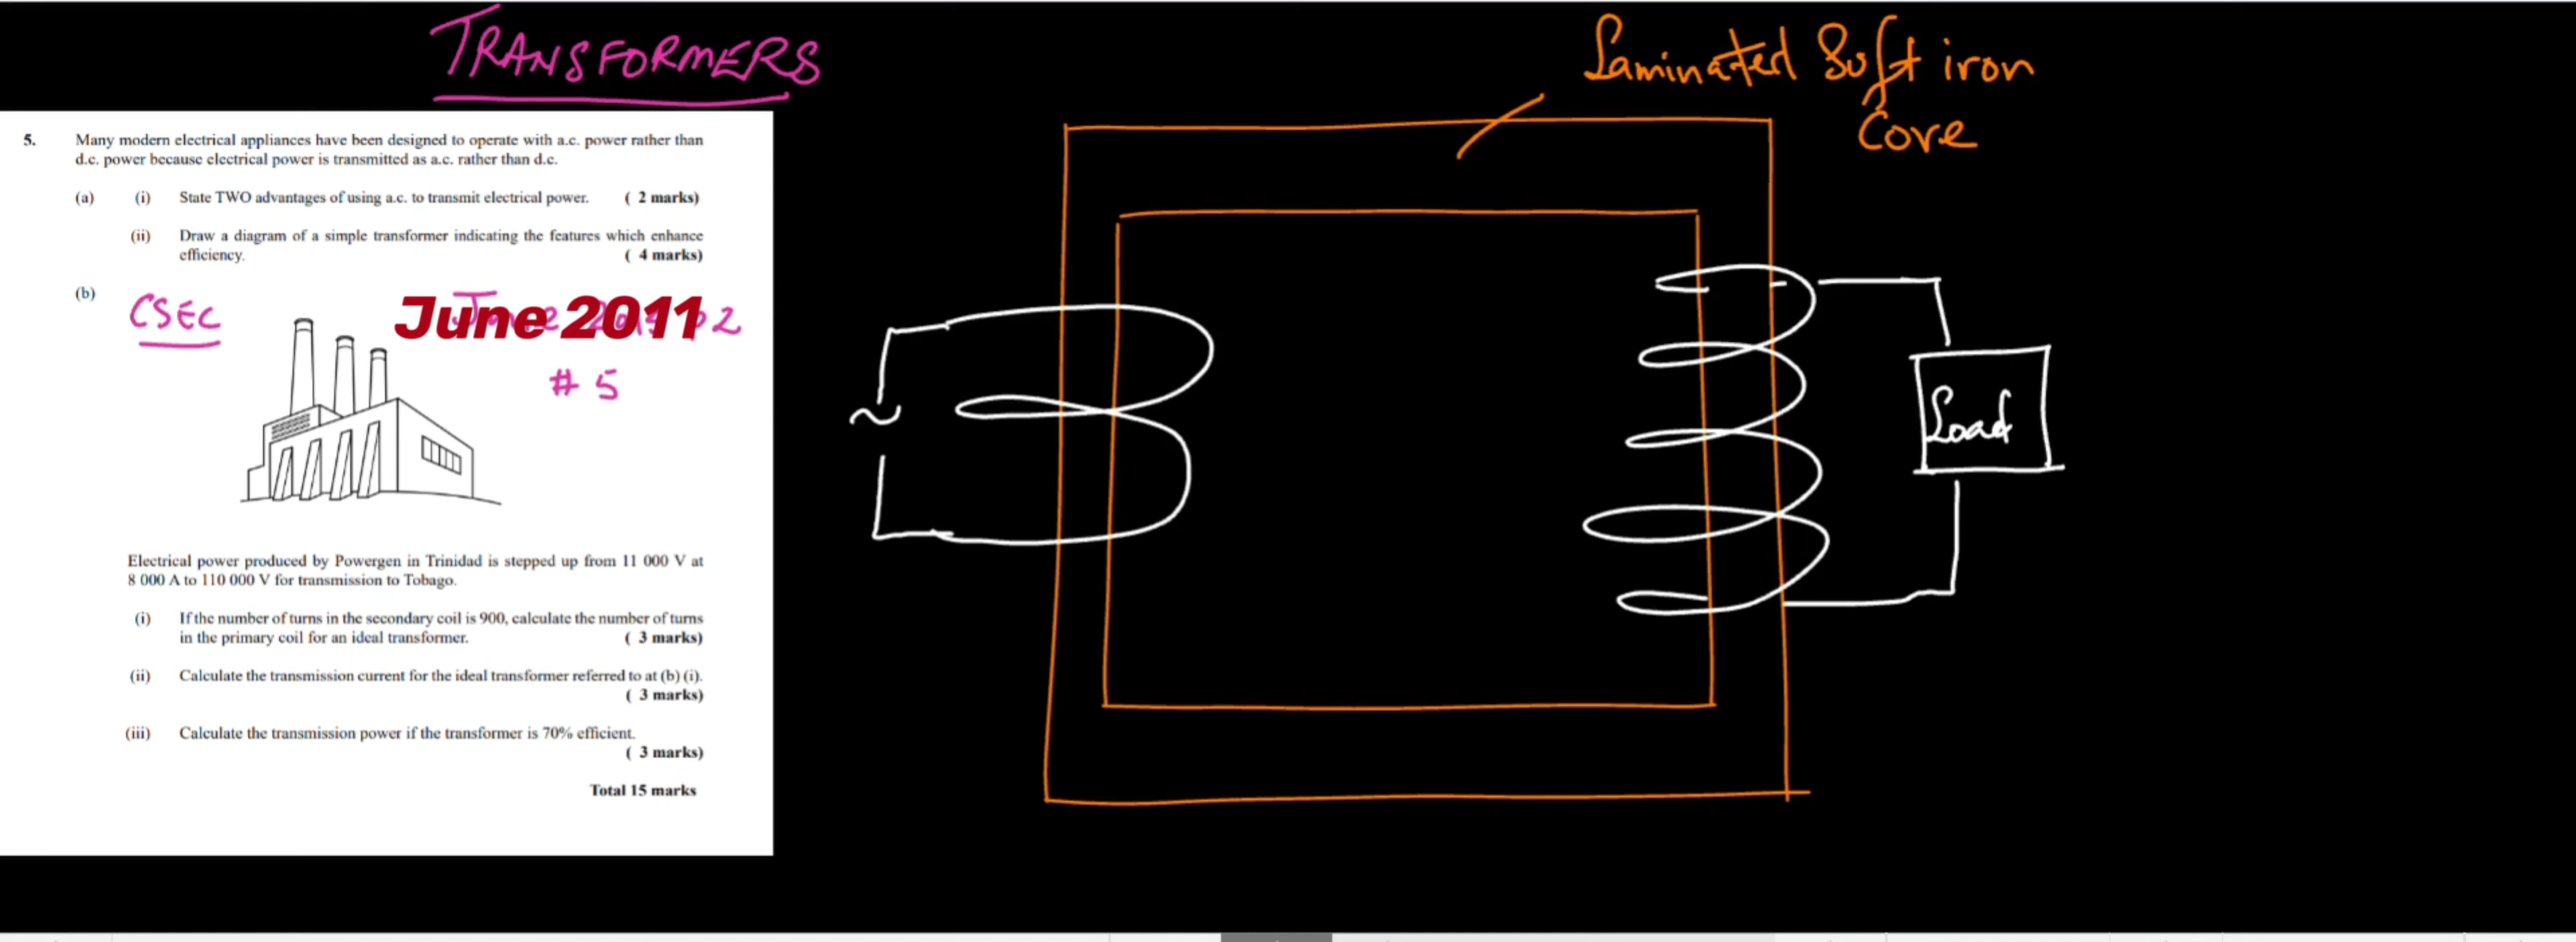 TRANSFORMERS
Laminated Soft iron
Core
5. Many modern electrical appliances have been designed to operate with a.c. power rather than
d.c. power because electrical power is transmitted as a.c. rather than d.c.
(a) (i) State TWO advantages of using a.c. to transmit electrical power. ( 2 marks)
(ii) Draw a diagram of a simple transformer indicating the features which enhance
efficiency. ( 4 marks)
(b)
CSEC
June 2011
2
# 5
~
Load
Electrical power produced by Powergen in Trinidad is stepped up from 11 000 V at
8 000 A to 110 000 V for transmission to Tobago.
(i) If the number of turns in the secondary coil is 900, calculate the number of turns
in the primary coil for an ideal transformer. ( 3 marks)
(ii) Calculate the transmission current for the ideal transformer referred to at (b) (i).
( 3 marks)
(iii) Calculate the transmission power if the transformer is 70% efficient.
( 3 marks)
Total 15 marks